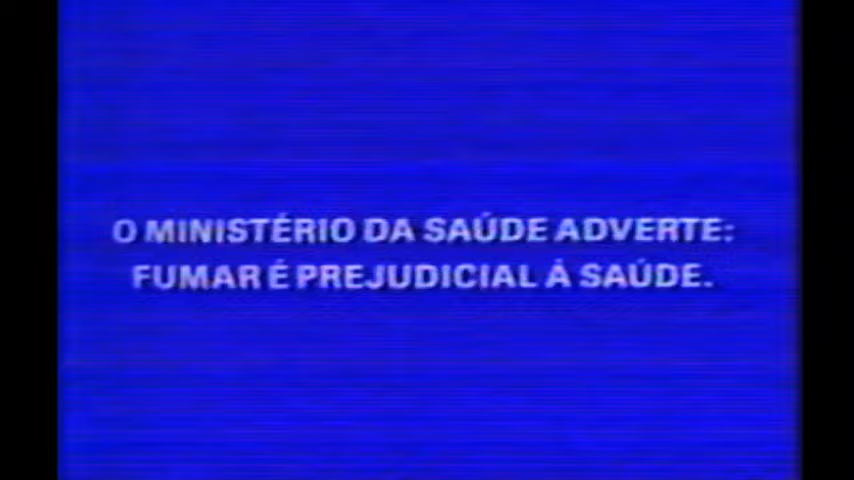 O MINISTÉRIO DA SAÚDE ADVERTE:
FUMAR É PREJUDICIAL Á SAÚDE.